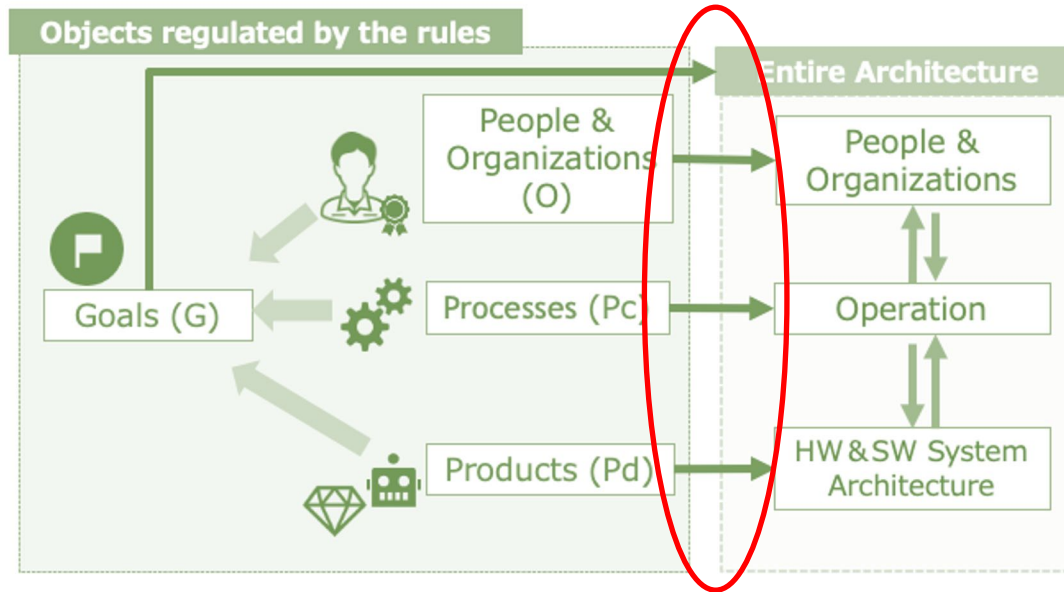 Objects regulated by the rules
Entire Architecture
People &
Organizations
(O)
People &
Organizations
Goals (G)
Processes (Pc)
Operation
Products (Pd)
HW&SW System
Architecture